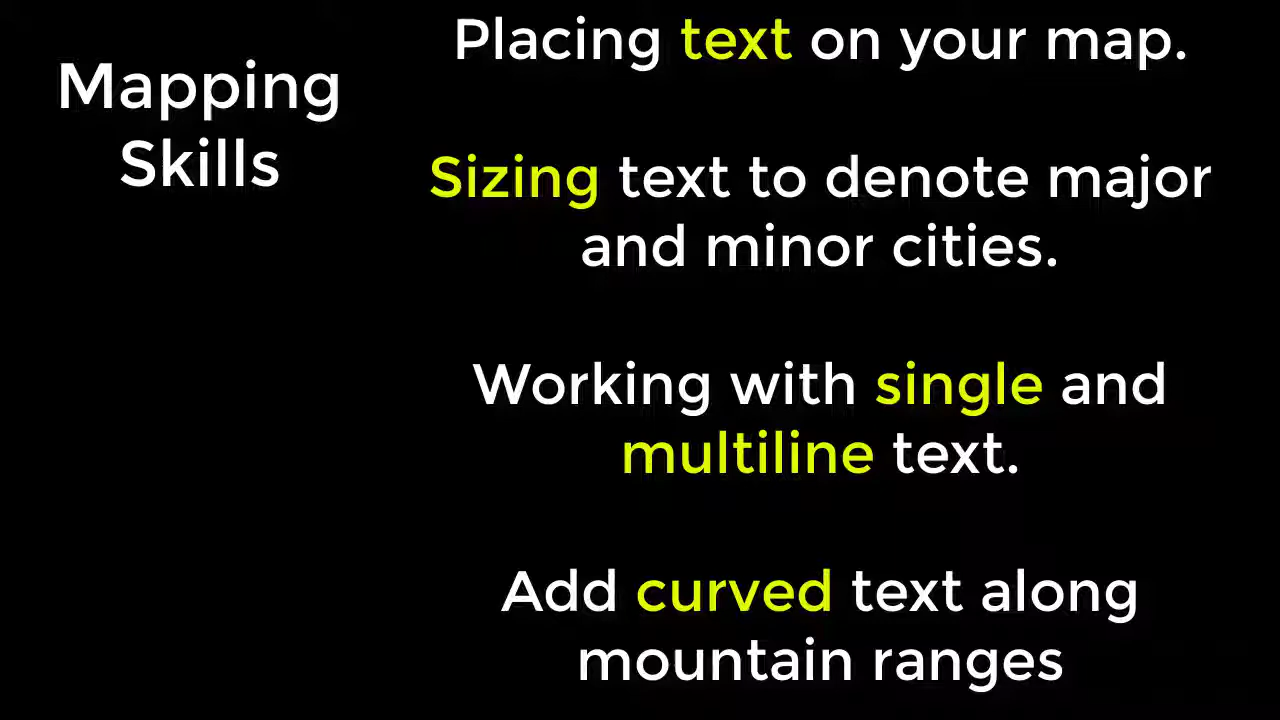 Mapping
Skills
Placing text on your map.
Sizing text to denote major
and minor cities.
Working with single and
multiline text.
Add curved text along
mountain ranges